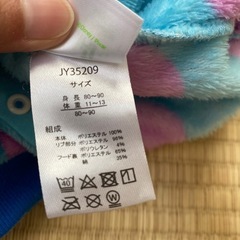 JY35209
サイズ
身長 80~90
体重 11~13
80~90
組成
本体 ポリエステル 100%
リブ部分 ポリエステル 96%
ポリウレタン 4%
フード裏 ポリエステル 65%
綿 35%
40